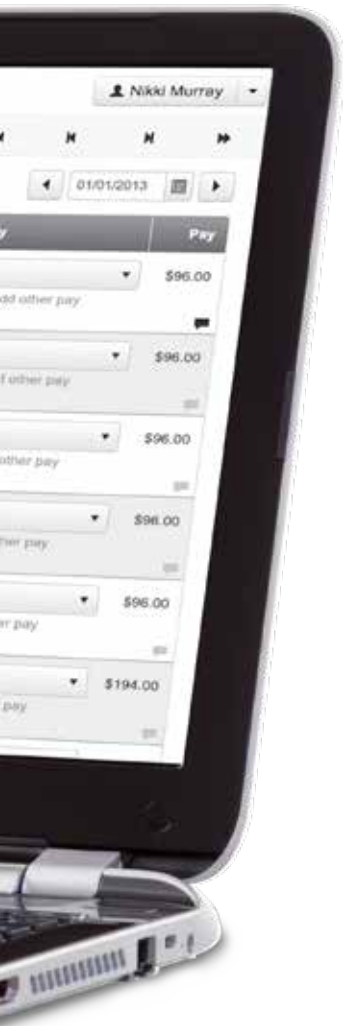 Nikki Murray
01/01/2013
y Pay
$96.00
dd other pay
$96.00
other pay
$96.00
other pay
$96.00
her pay
$96.00
er pay
$194.00
pay